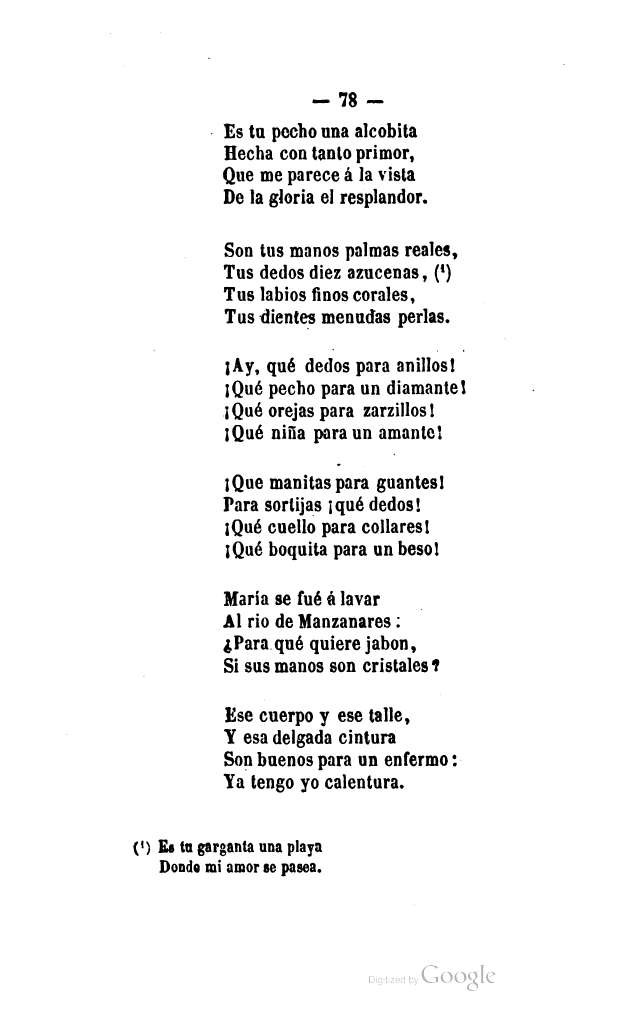 — 78 —
Es tu pecho una alcobita
Hecha con tanto primor,
Que me parece á la vista
De la gloria el resplandor.
Son tus manos palmas reales,
Tus dedos diez azucenas, (¹)
Tus labios finos corales,
Tus dientes menudas perlas.
¡Ay, qué dedos para anillos!
¡Qué pecho para un diamante!
¡Qué orejas para zarzillos!
¡Qué niña para un amante!
¡Que manitas para guantes!
Para sortijas ¡qué dedos!
¡Qué cuello para collares!
¡Qué boquita para un beso!
María se fué á lavar
Al rio de Manzanares:
¿Para qué quiere jabon,
Si sus manos son cristales?
Ese cuerpo y ese talle,
Y esa delgada cintura
Son buenos para un enfermo:
Ya tengo yo calentura.
(¹) Es tu garganta una playa
Donde mi amor se pasea.
Digitized by Google